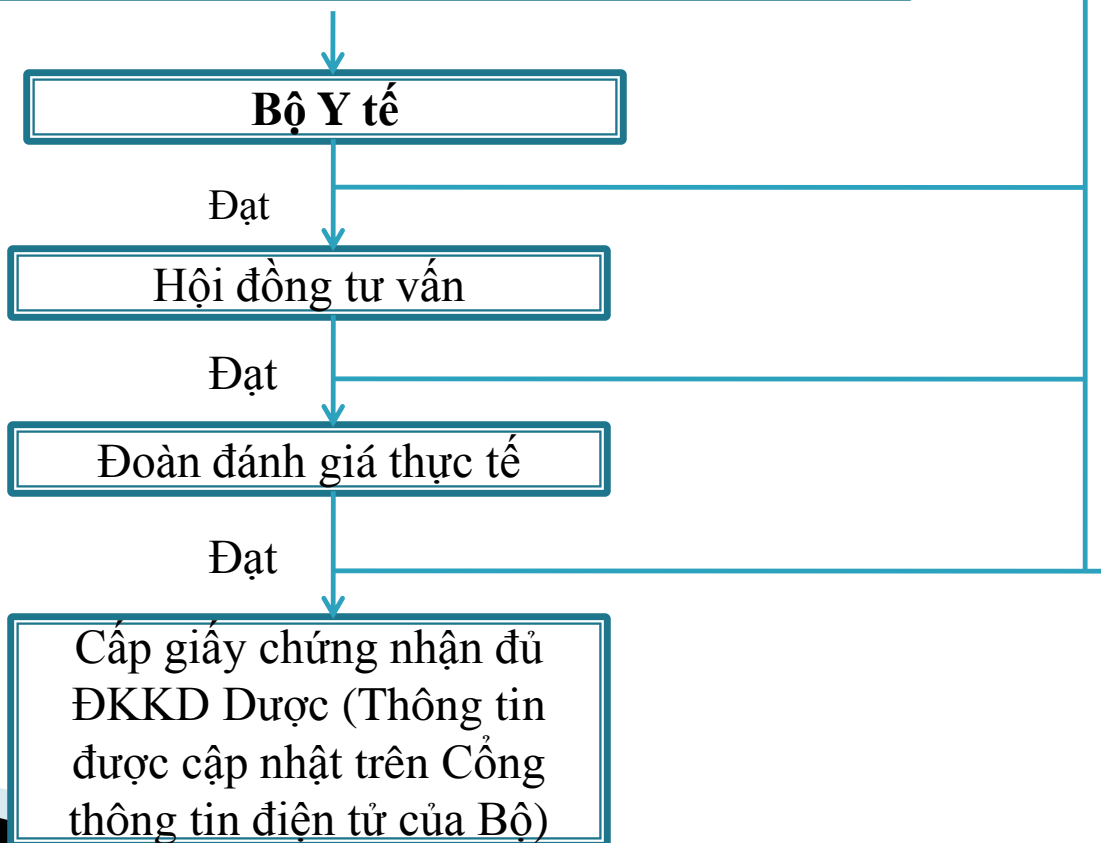 Bộ Y tế
Đạt
Hội đồng tư vấn
Đạt
Đoàn đánh giá thực tế
Đạt
Cấp giấy chứng nhận đủ
ĐKKD Dược (Thông tin
được cập nhật trên Cổng
thông tin điện tử của Bộ)